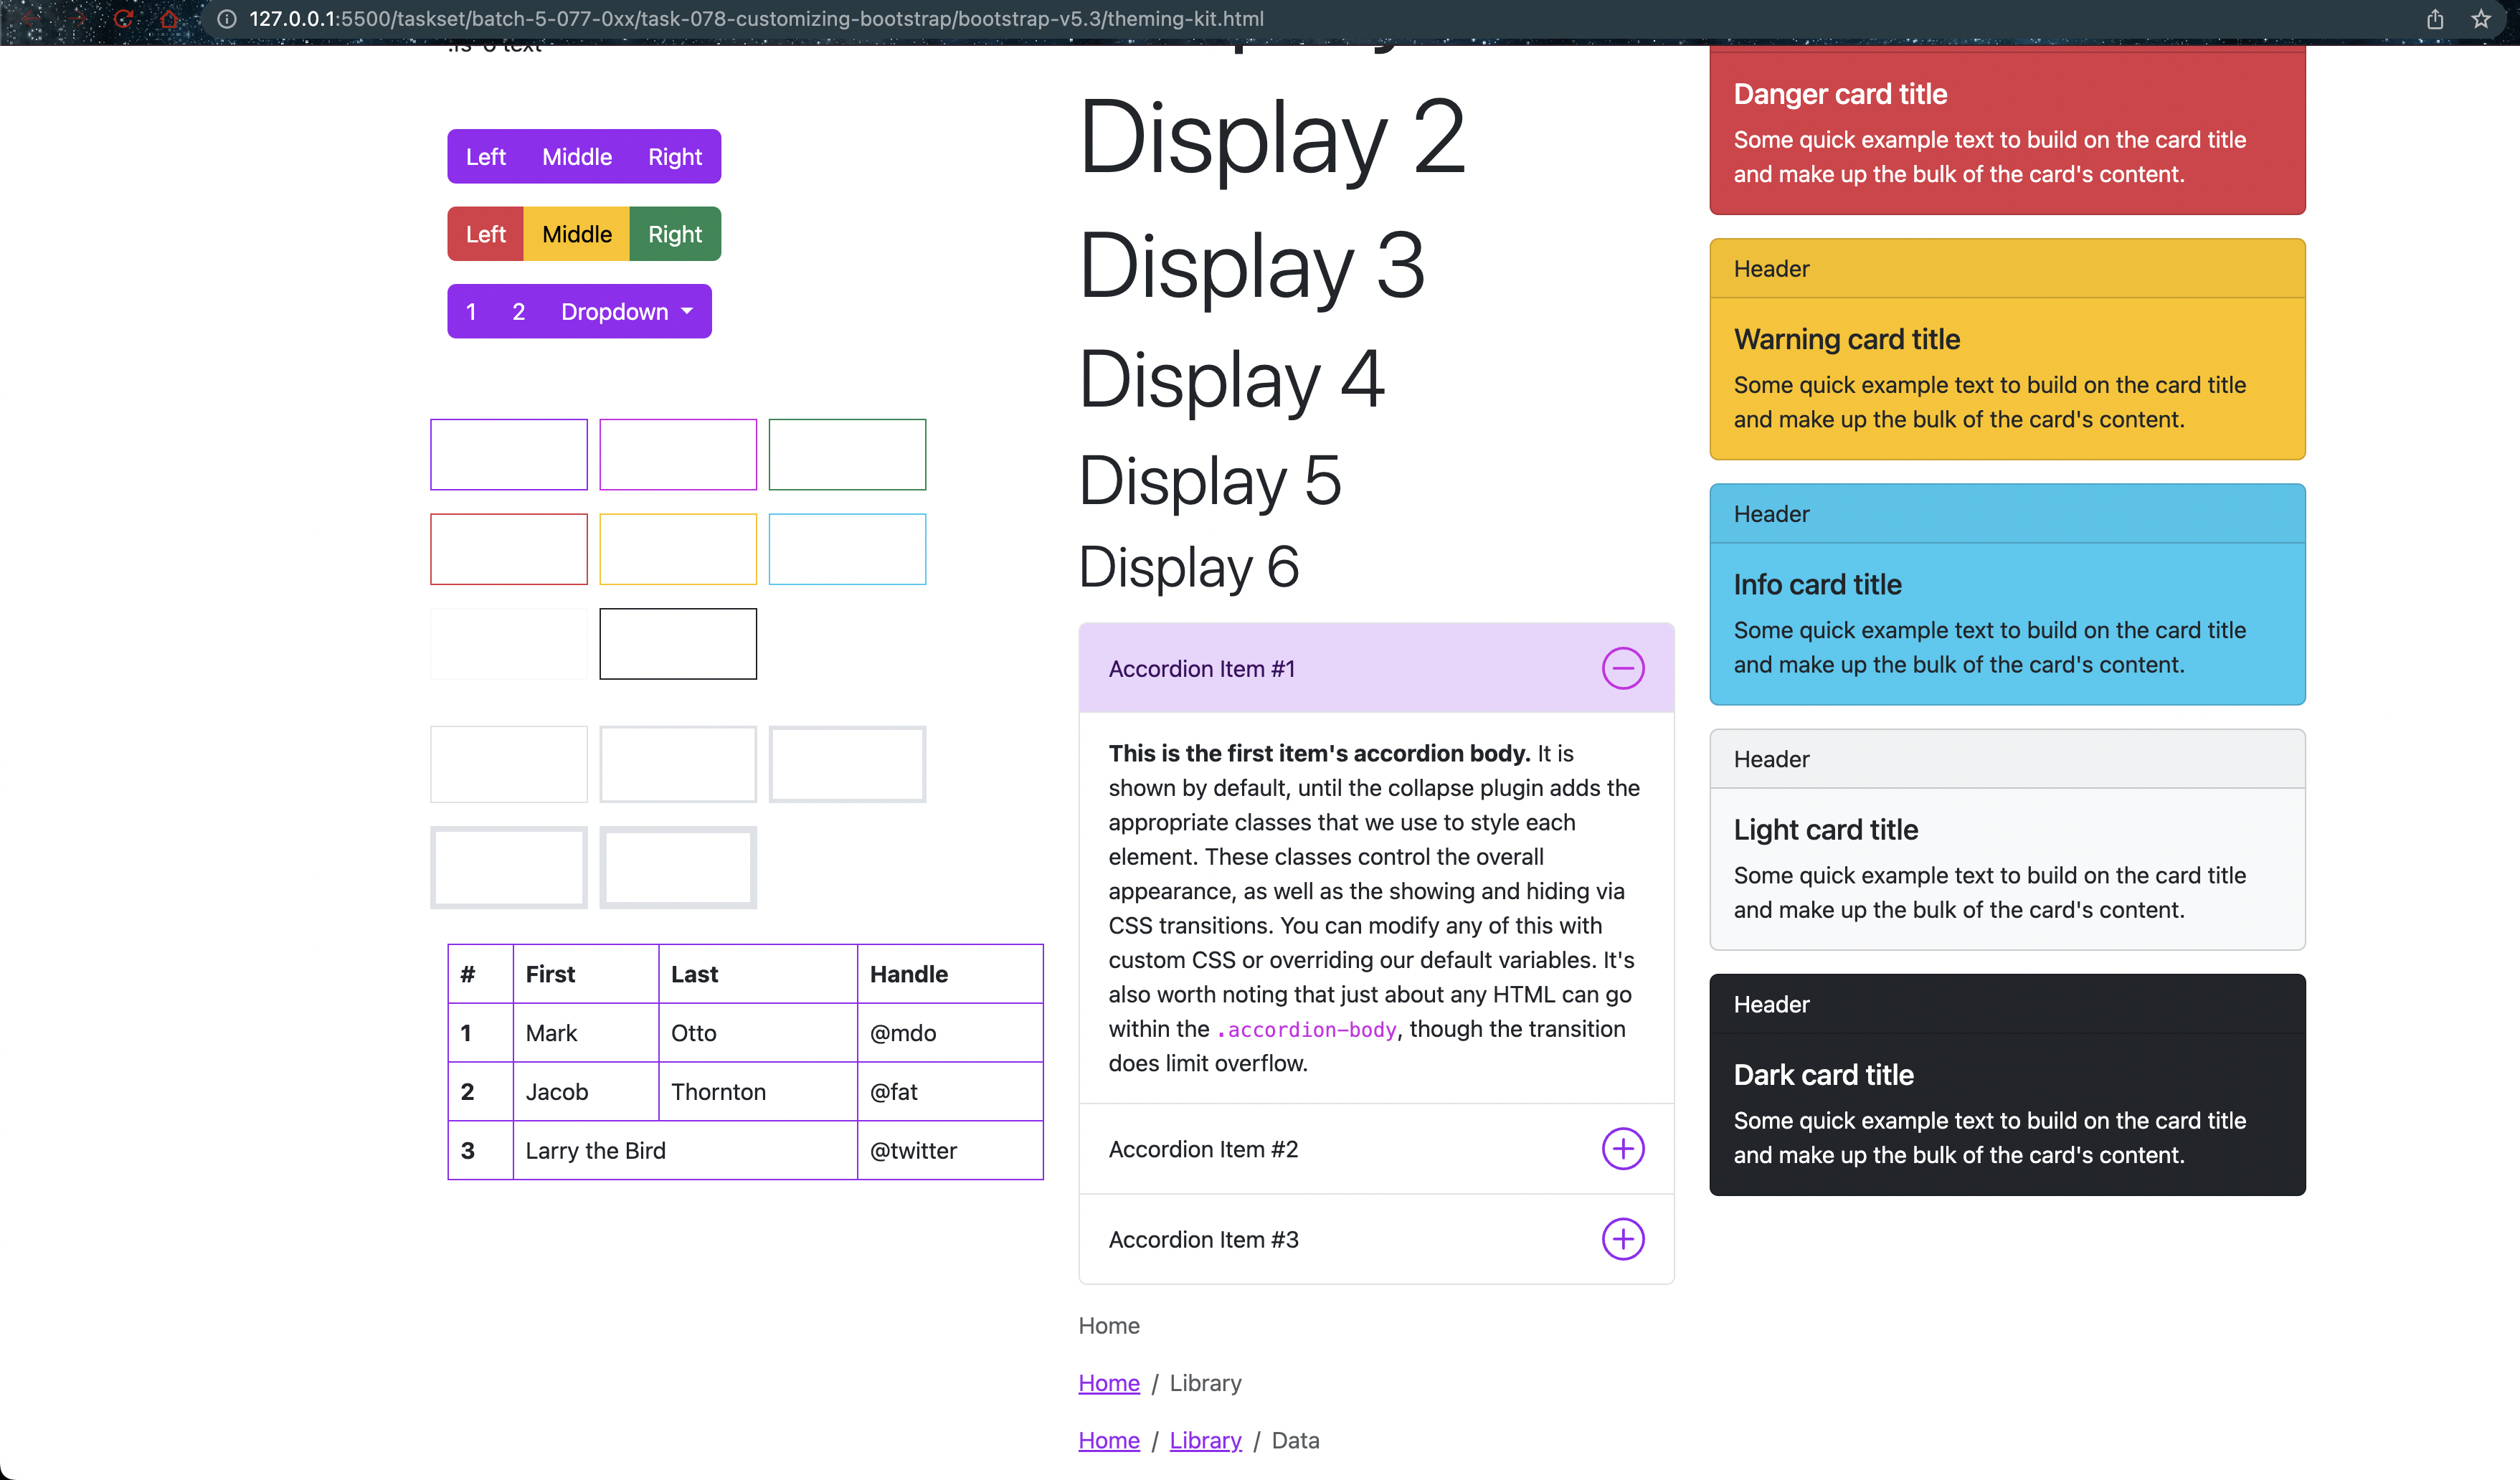 127.0.0.1:5500/taskset/batch-5-077-0xx/task-078-customizing-bootstrap/bootstrap-v5.3/theming-kit.html
Left Middle Right
Left Middle Right
1 2 Dropdown
# First Last Handle
1 Mark Otto @mdo
2 Jacob Thornton @fat
3 Larry the Bird @twitter
Display 2
Display 3
Display 4
Display 5
Display 6
Accordion Item #1
This is the first item's accordion body. It is
shown by default, until the collapse plugin adds the
appropriate classes that we use to style each
element. These classes control the overall
appearance, as well as the showing and hiding via
CSS transitions. You can modify any of this with
custom CSS or overriding our default variables. It's
also worth noting that just about any HTML can go
within the .accordion-body, though the transition
does limit overflow.
Accordion Item #2
Accordion Item #3
Home
Home / Library
Home / Library / Data
Danger card title
Some quick example text to build on the card title
and make up the bulk of the card's content.
Header
Warning card title
Some quick example text to build on the card title
and make up the bulk of the card's content.
Header
Info card title
Some quick example text to build on the card title
and make up the bulk of the card's content.
Header
Light card title
Some quick example text to build on the card title
and make up the bulk of the card's content.
Header
Dark card title
Some quick example text to build on the card title
and make up the bulk of the card's content.